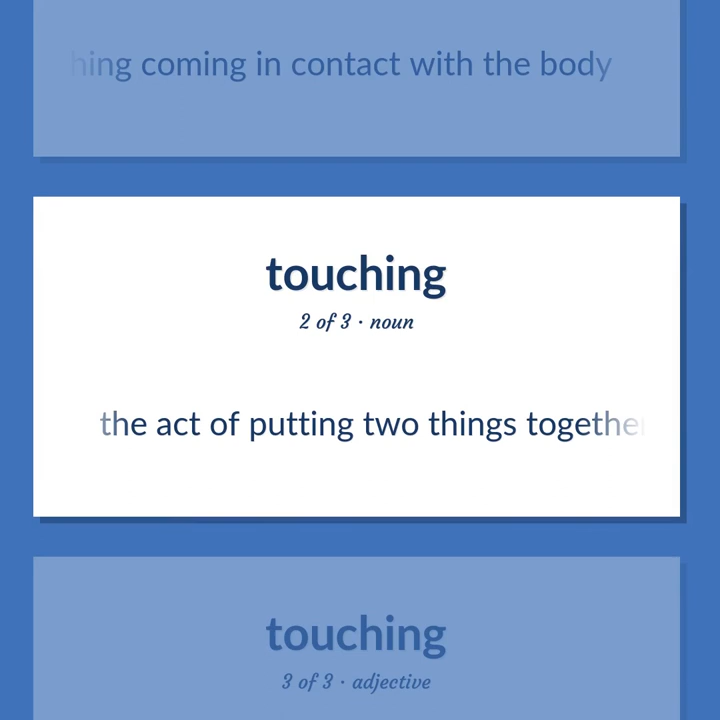 coming in contact with the body
touching
2 of 3 · noun
the act of putting two things together
touching
3 of 3 · adjective